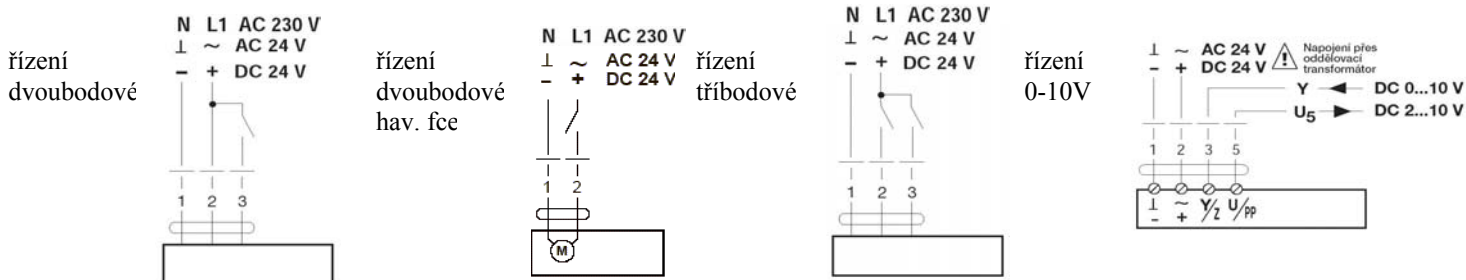 řízení
dvoubodové
N L1 AC 230 V
⊥ ~ AC 24 V
– + DC 24 V
1 2 3
řízení
dvoubodové
hav. fce
N L1 AC 230 V
⊥ ~ AC 24 V
– + DC 24 V
1 2
M
řízení
tříbodové
N L1 AC 230 V
⊥ ~ AC 24 V
– + DC 24 V
1 2 3
řízení
0-10V
⊥ ~ AC 24 V
– + DC 24 V
! Napojení přes
oddělovací
transformátor
Y DC 0...10 V
U5 DC 2...10 V
1 2 3 5
⊥ ~ Y/Z U/PP
– +